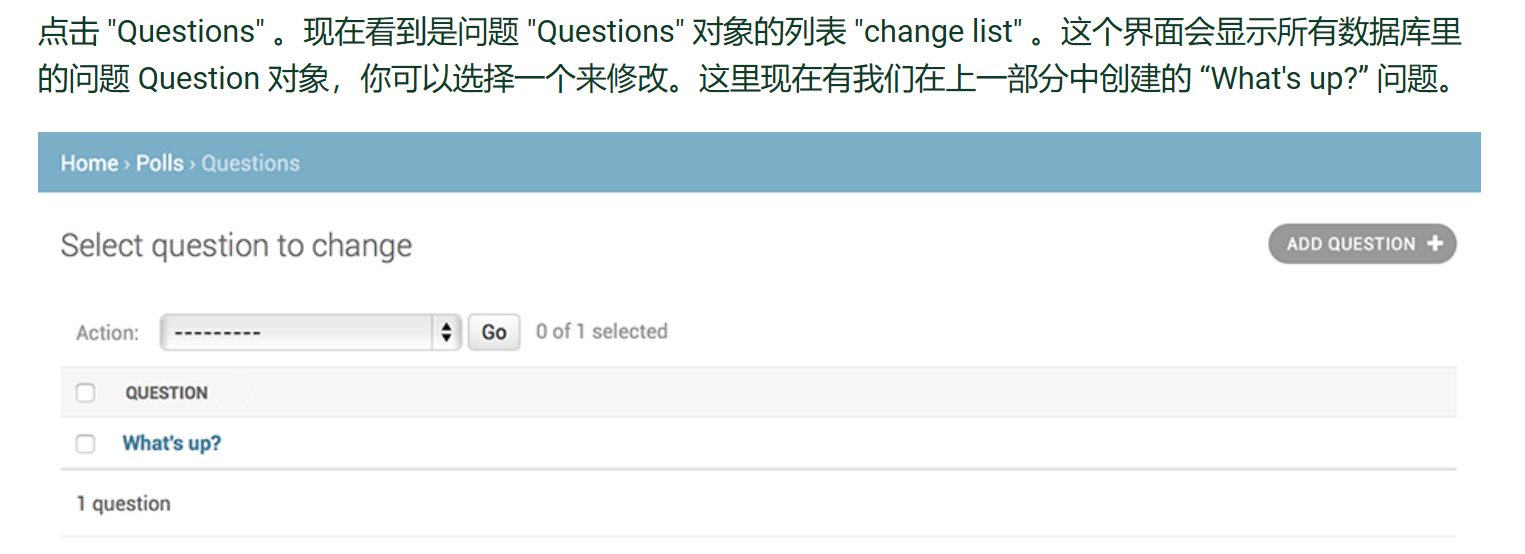 点击 "Questions" 。现在看到是问题 "Questions" 对象的列表 "change list" 。这个界面会显示所有数据库里
的问题 Question 对象，你可以选择一个来修改。这里现在有我们在上一部分中创建的 “What's up?” 问题。
Home › Polls › Questions
Select question to change
ADD QUESTION +
Action: --------- Go 0 of 1 selected
QUESTION
What's up?
1 question